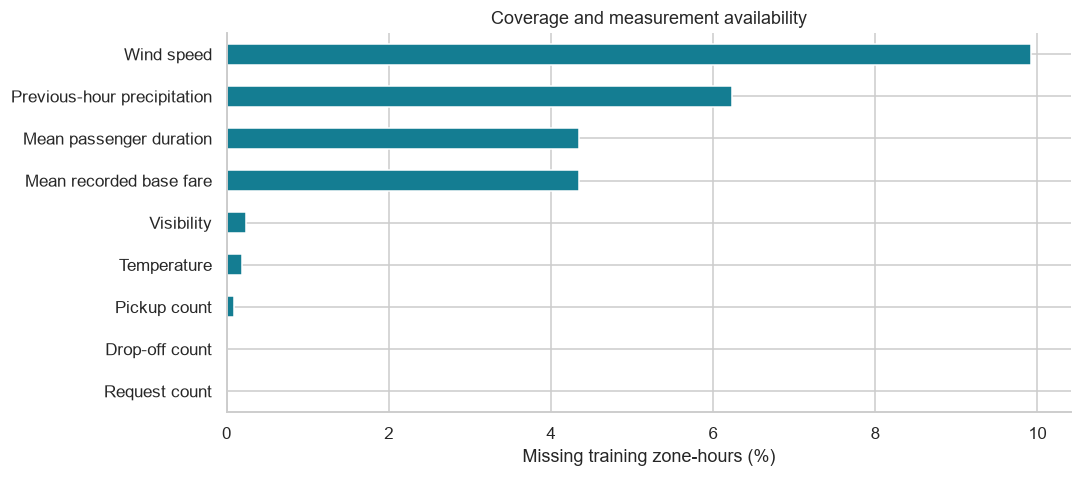 Coverage and measurement availability
Wind speed
Previous-hour precipitation
Mean passenger duration
Mean recorded base fare
Visibility
Temperature
Pickup count
Drop-off count
Request count
0 2 4 6 8 10
Missing training zone-hours (%)